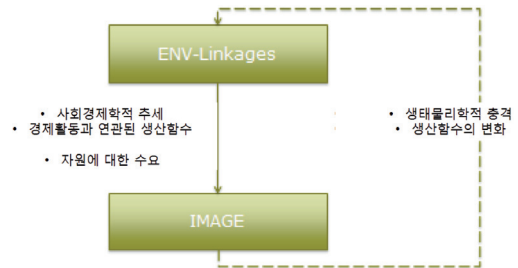 ENV-Linkages
• 사회경제학적 추세
• 경제활동과 연관된 생산함수
• 자원에 대한 수요
• 생태물리학적 충격
• 생산함수의 변화
IMAGE